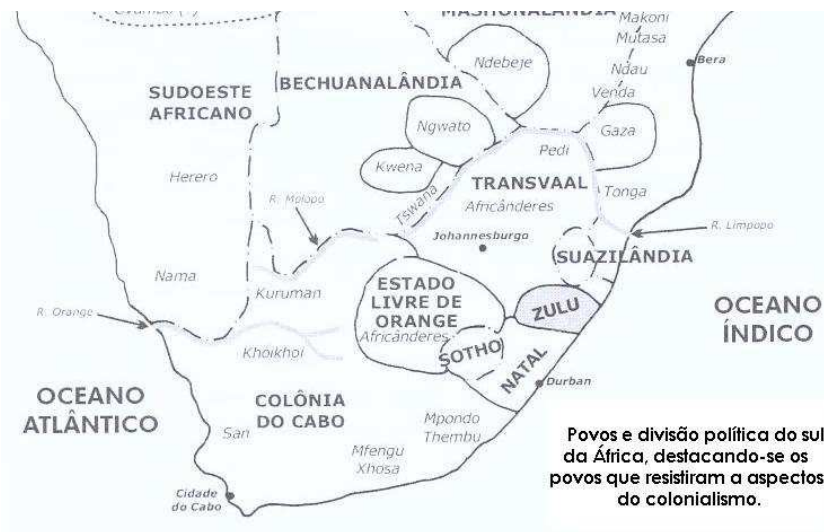 Makoni
Mutasa
Ndebeje
Bera
Ndau
SUDOESTE
AFRICANO
BECHUANALÂNDIA
Venda
Ngwato
Gaza
Pedi
Kwena
Herero
TRANSVAAL
Tonga
Africânderes
Tswana
R. Molopo
R. Limpopo
Johannesburgo
SUAZILÂNDIA
Nama
Kuruman
ESTADO
LIVRE DE
ORANGE
Africânderes
ZULU
OCEANO
ÍNDICO
R. Orange
Khoikhoi
SOTHO
NATAL
Durban
OCEANO
ATLÂNTICO
COLÔNIA
DO CABO
San
Mpondo
Thembu
Mfengu
Xhosa
Cidade
do Cabo
Povos e divisão política do sul
da África, destacando-se os
povos que resistiram a aspectos
do colonialismo.